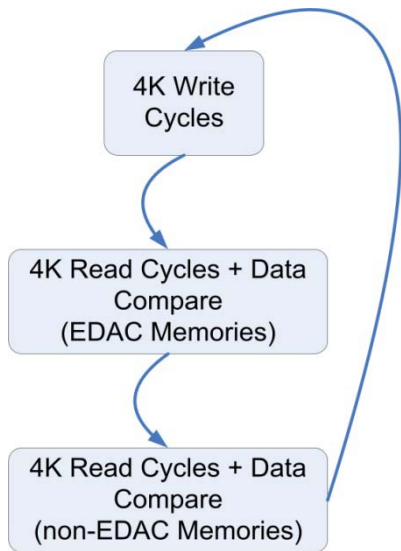 4K Write
Cycles
4K Read Cycles + Data
Compare
(EDAC Memories)
4K Read Cycles + Data
Compare
(non-EDAC Memories)